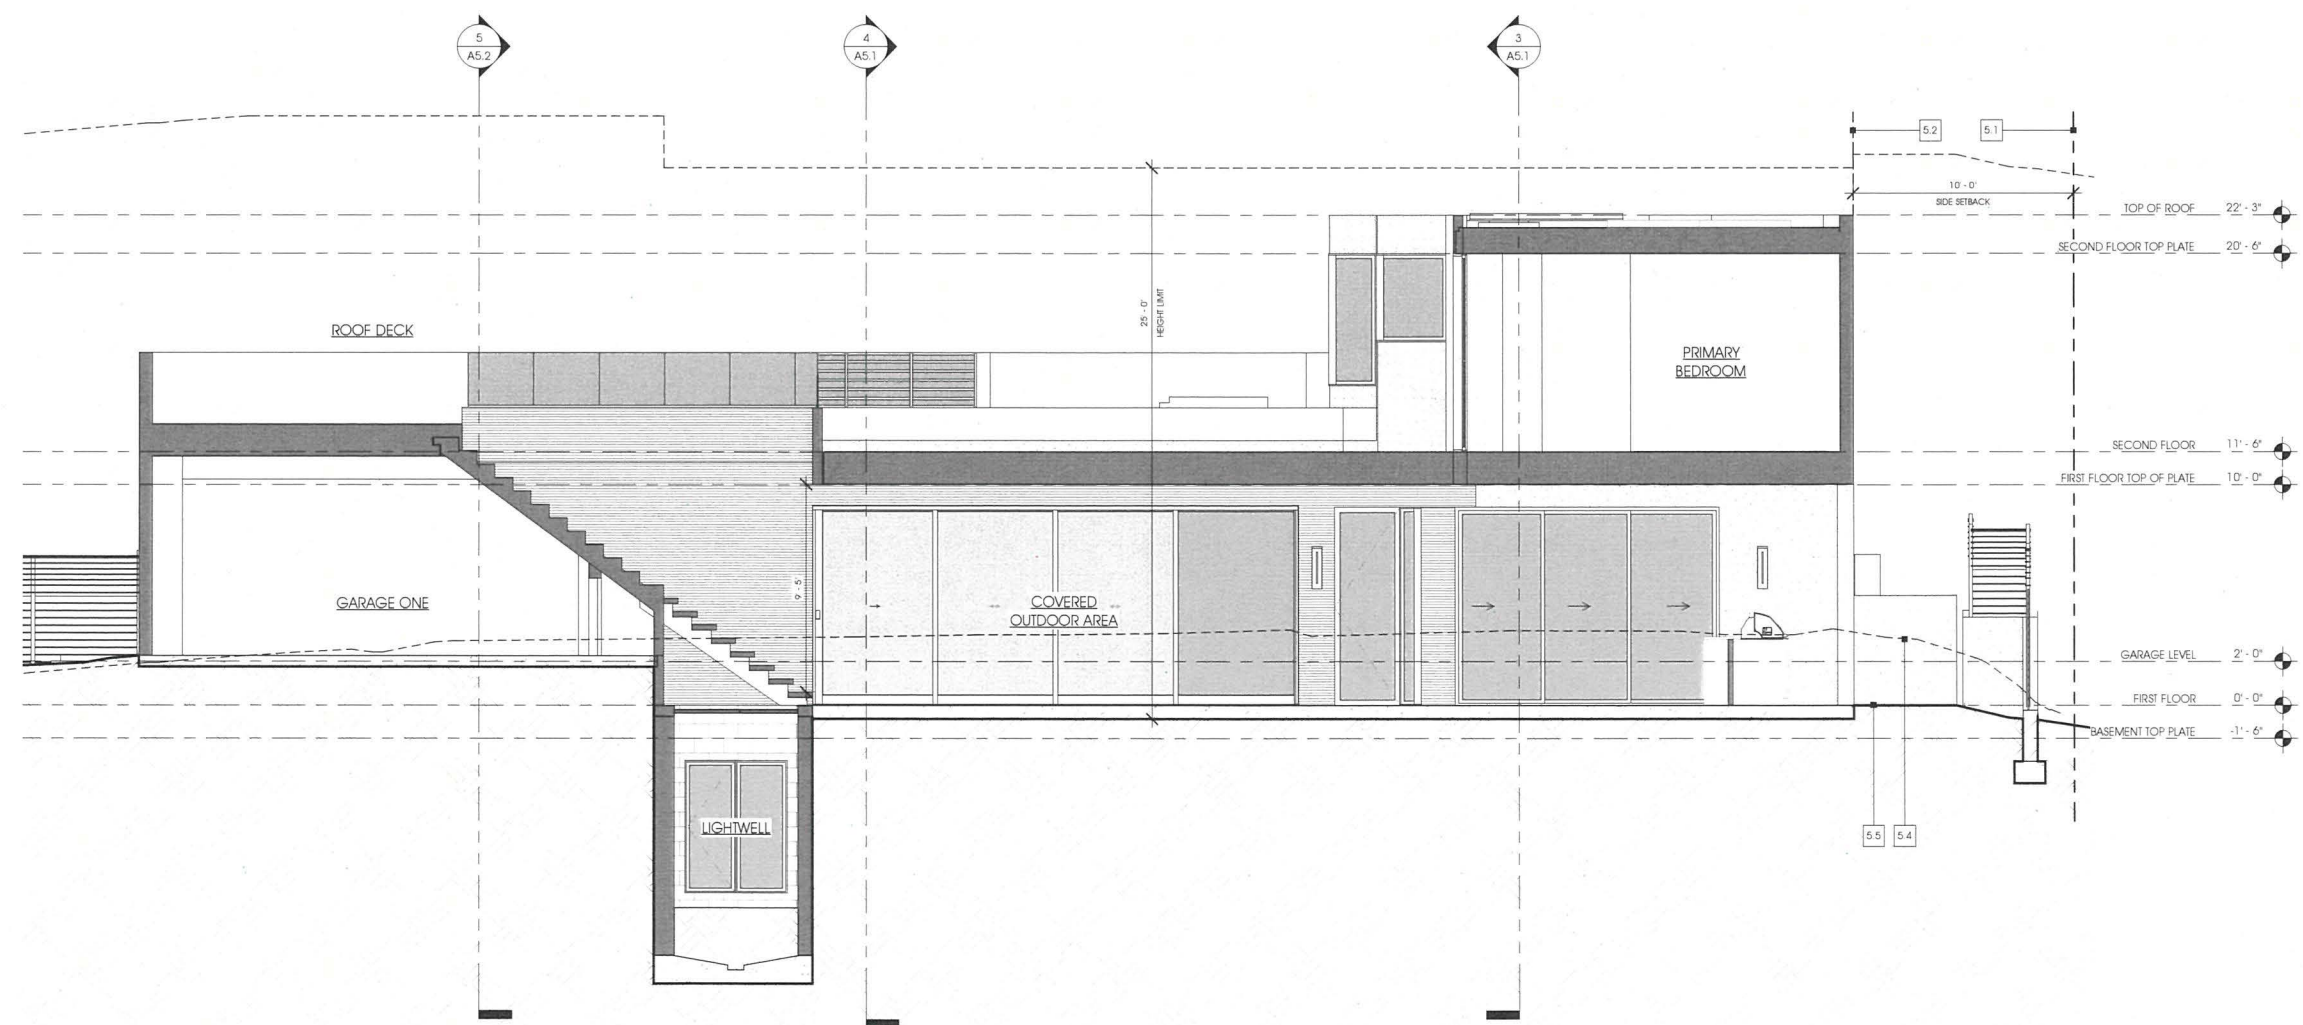 5
A5.2
4
A5.1
3
A5.1
5.2
5.1
10' - 0"
SIDE SETBACK
TOP OF ROOF 22' - 3"
SECOND FLOOR TOP PLATE 20' - 6"
25' - 0"
HEIGHT LIMIT
ROOF DECK
PRIMARY
BEDROOM
SECOND FLOOR 11' - 6"
FIRST FLOOR TOP OF PLATE 10' - 0"
9' - 5"
GARAGE ONE
COVERED
OUTDOOR AREA
GARAGE LEVEL 2' - 0"
FIRST FLOOR 0' - 0"
BASEMENT TOP PLATE -1' - 6"
LIGHTWELL
5.5
5.4